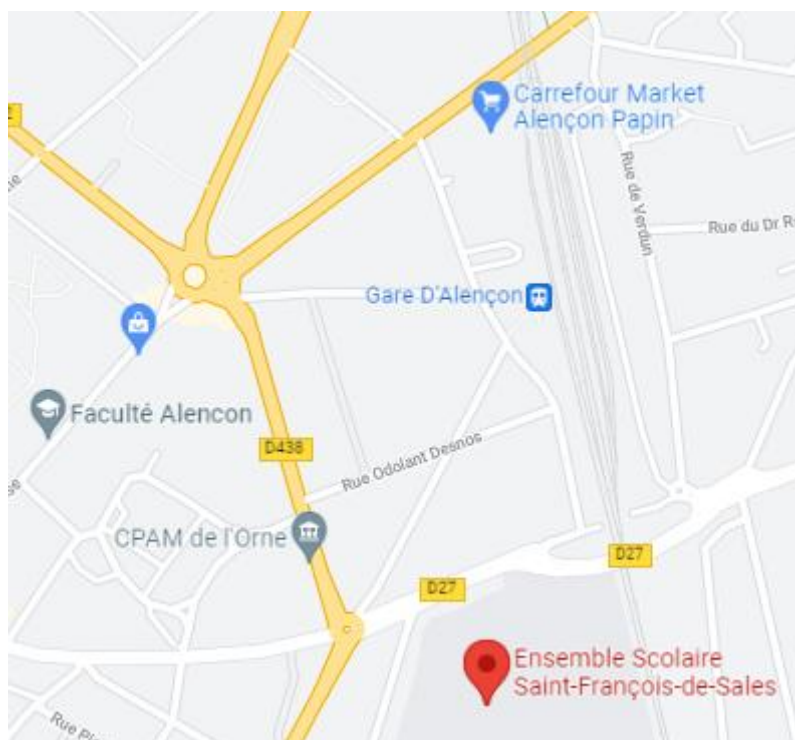 Carrefour Market
Alençon Papin
Rue de Verdun
Rue du Dr R
Gare D'Alençon
Faculté Alencon
D438
Rue Odolant Desnos
CPAM de l'Orne
D27
D27
Ensemble Scolaire
Saint-François-de-Sales